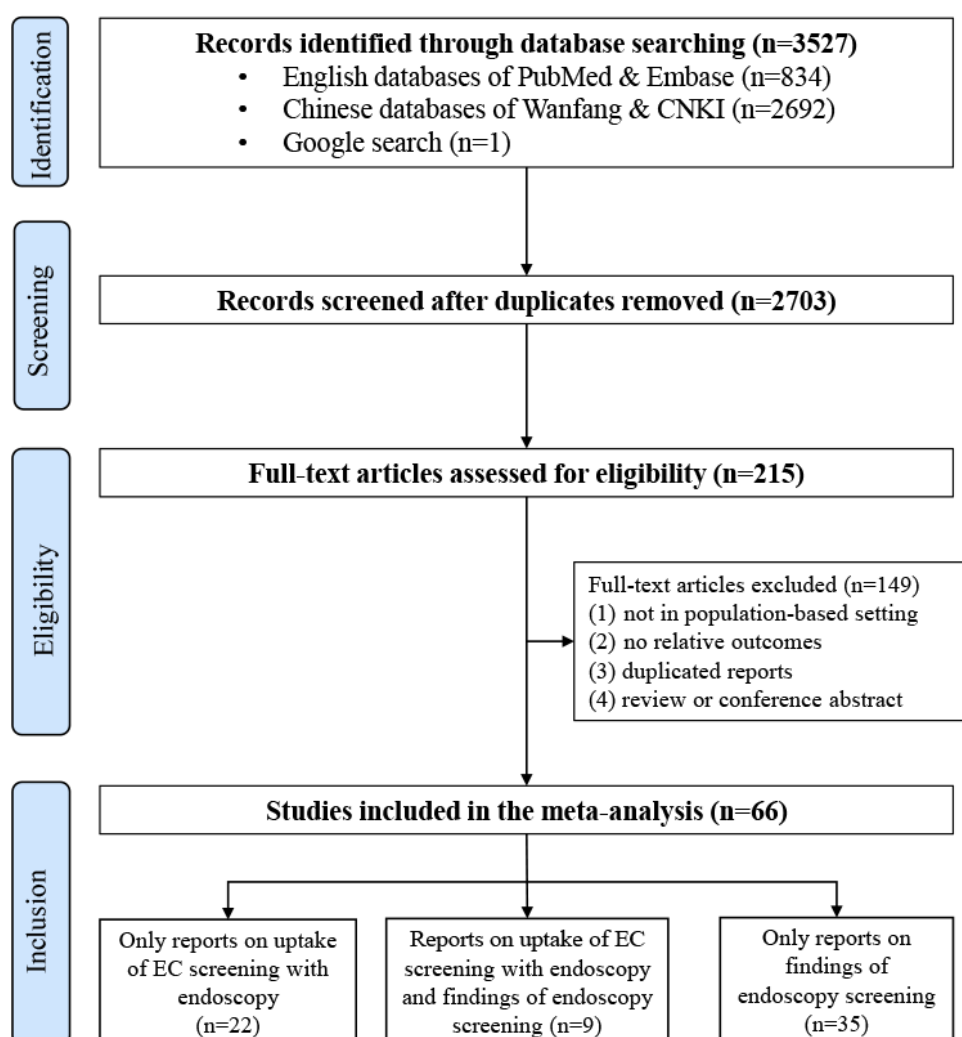 Identification
Records identified through database searching (n=3527)
• English databases of PubMed & Embase (n=834)
• Chinese databases of Wanfang & CNKI (n=2692)
• Google search (n=1)
Screening
Records screened after duplicates removed (n=2703)
Eligibility
Full-text articles assessed for eligibility (n=215)
Full-text articles excluded (n=149)
(1) not in population-based setting
(2) no relative outcomes
(3) duplicated reports
(4) review or conference abstract
Inclusion
Studies included in the meta-analysis (n=66)
Only reports on uptake
of EC screening with
endoscopy
(n=22)
Reports on uptake of EC
screening with endoscopy
and findings of endoscopy
screening (n=9)
Only reports on
findings of
endoscopy screening
(n=35)